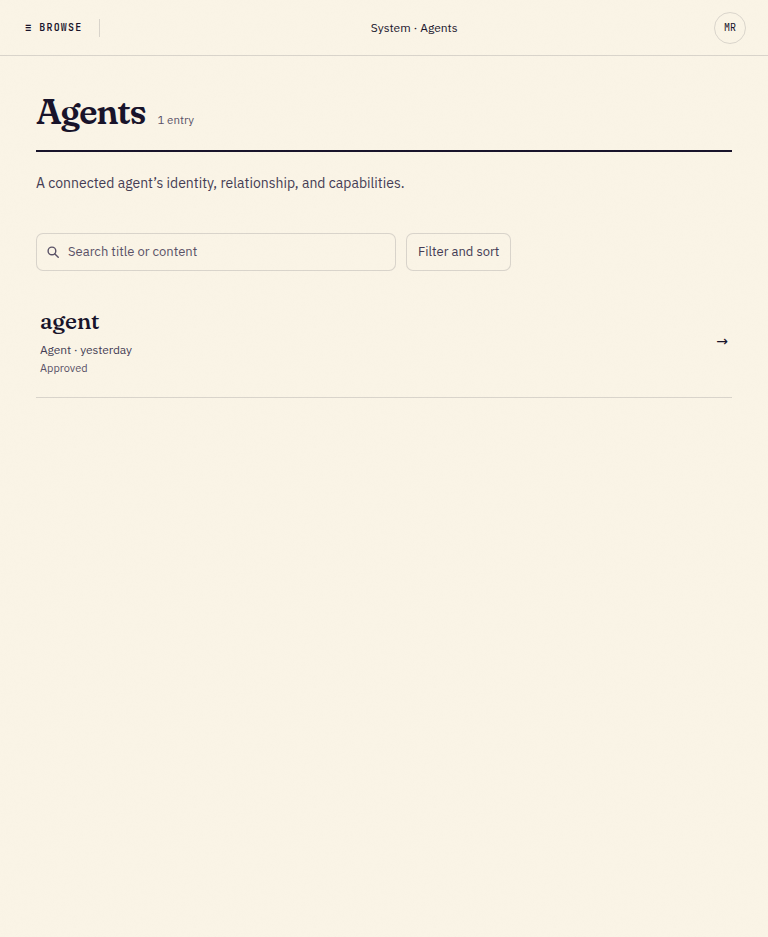 ≡ BROWSE
System · Agents
MR
Agents 1 entry
A connected agent’s identity, relationship, and capabilities.
Search title or content
Filter and sort
agent
Agent · yesterday
Approved
→